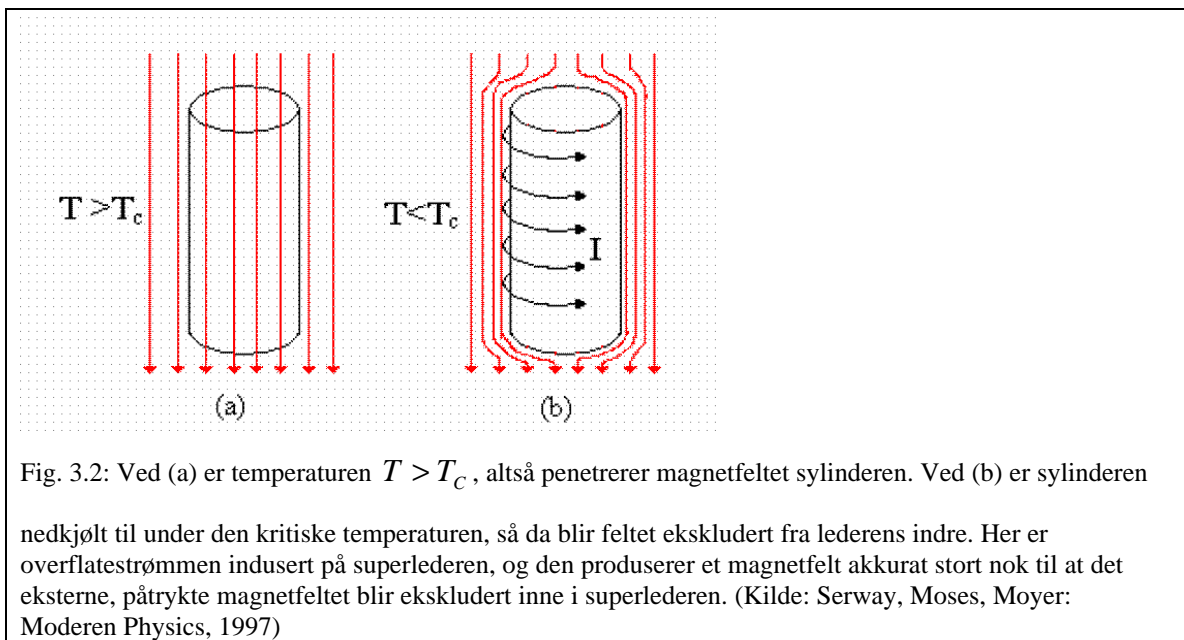 T >Tc
T<Tc
I
(a)
(b)
Fig. 3.2: Ved (a) er temperaturen T > T_C , altså penetrerer magnetfeltet sylinderen. Ved (b) er sylinderen
nedkjølt til under den kritiske temperaturen, så da blir feltet ekskludert fra lederens indre. Her er
overflatestrømmen indusert på superlederen, og den produserer et magnetfelt akkurat stort nok til at det
eksterne, påtrykte magnetfeltet blir ekskludert inne i superlederen. (Kilde: Serway, Moses, Moyer:
Moderen Physics, 1997)